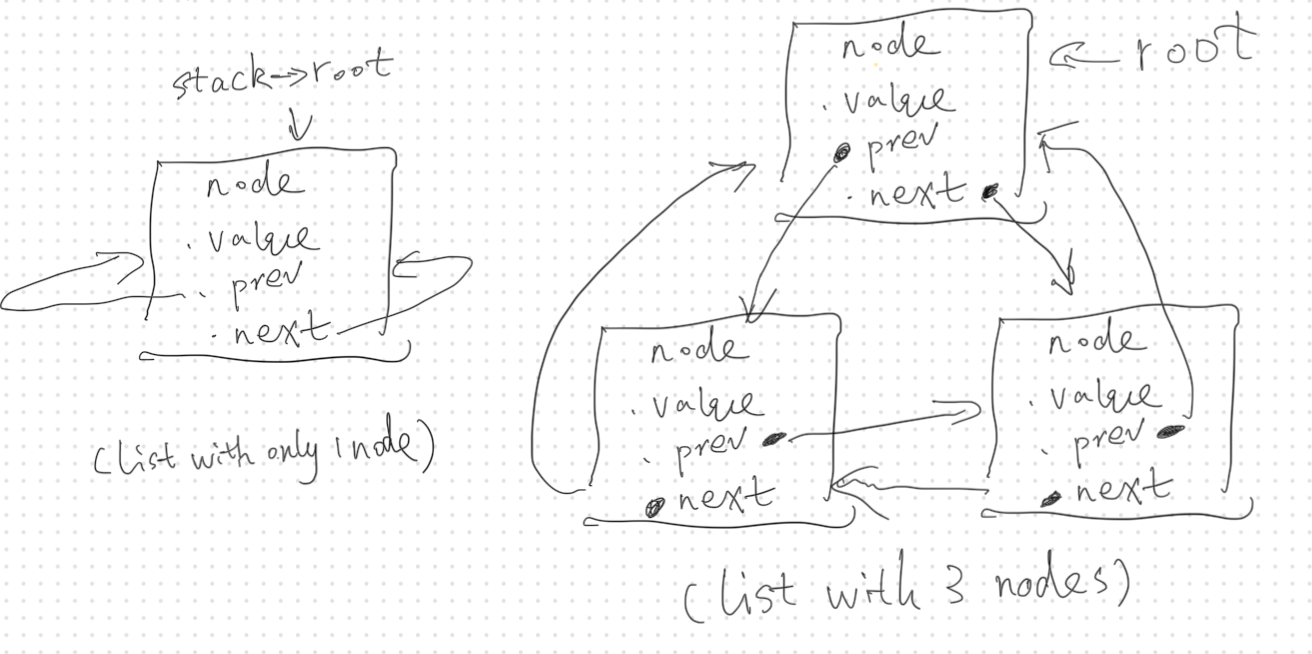 stack->root
node
. value
. prev
. next
(list with only 1 node)
node
. value
prev
. next
root
node
. value
. prev
next
node
. value
. prev
next
(list with 3 nodes)